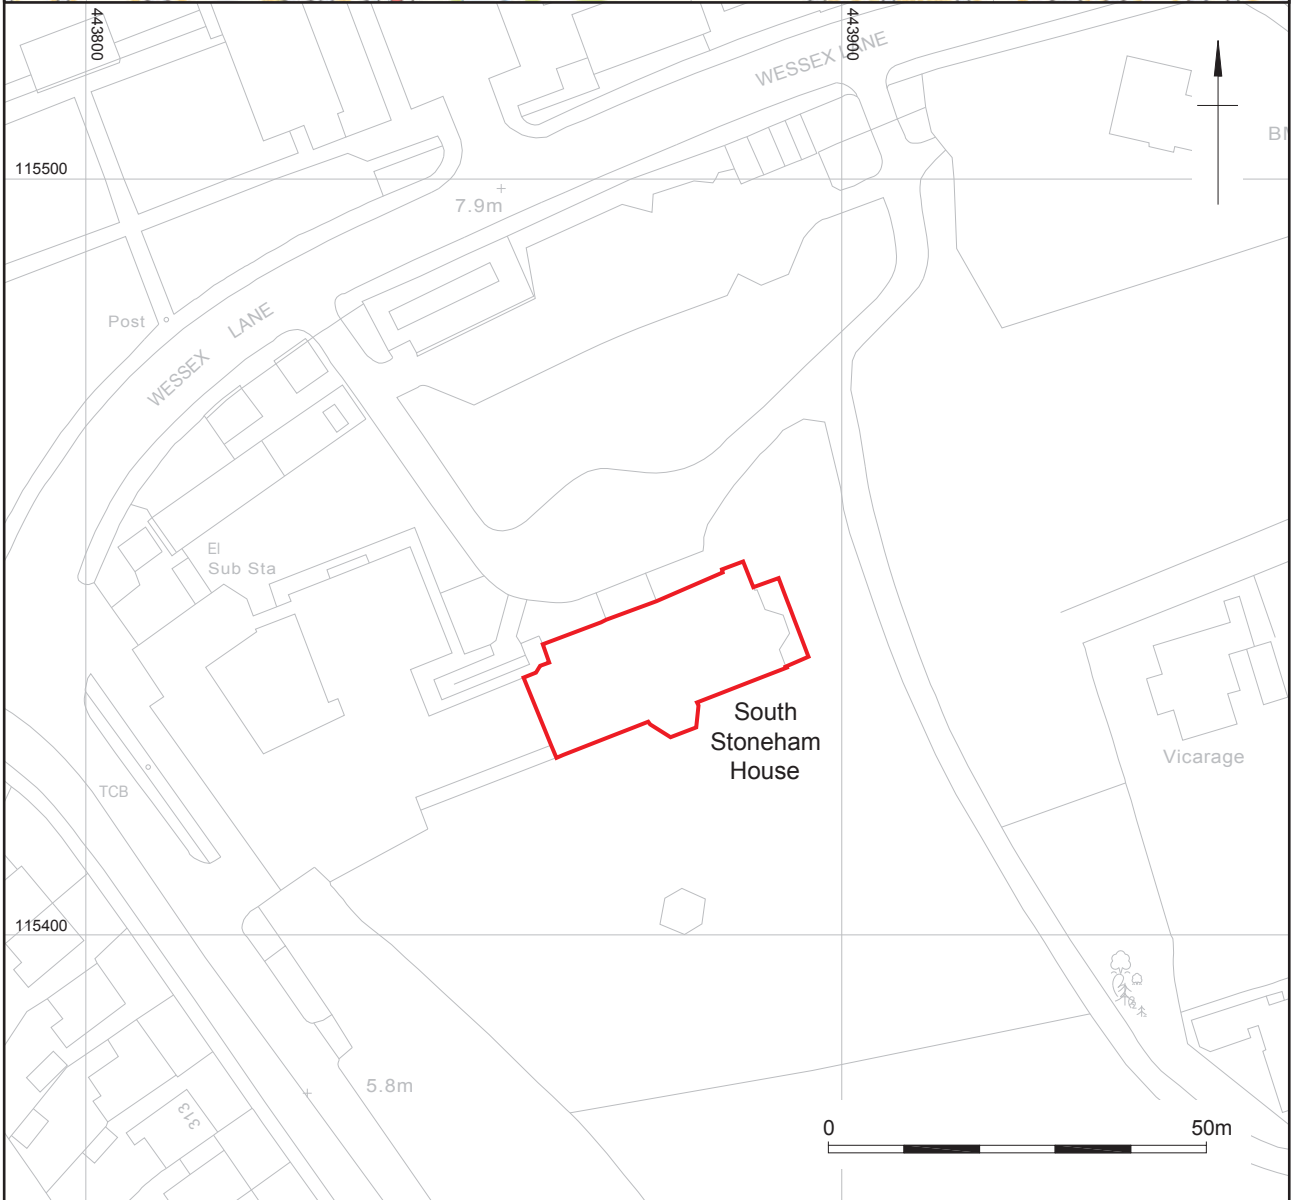 443800
443900
WESSEX LANE
BM
115500
7.9m
Post
WESSEX LANE
El
Sub Sta
South
Stoneham
House
Vicarage
TCB
115400
5.8m
313
0
50m